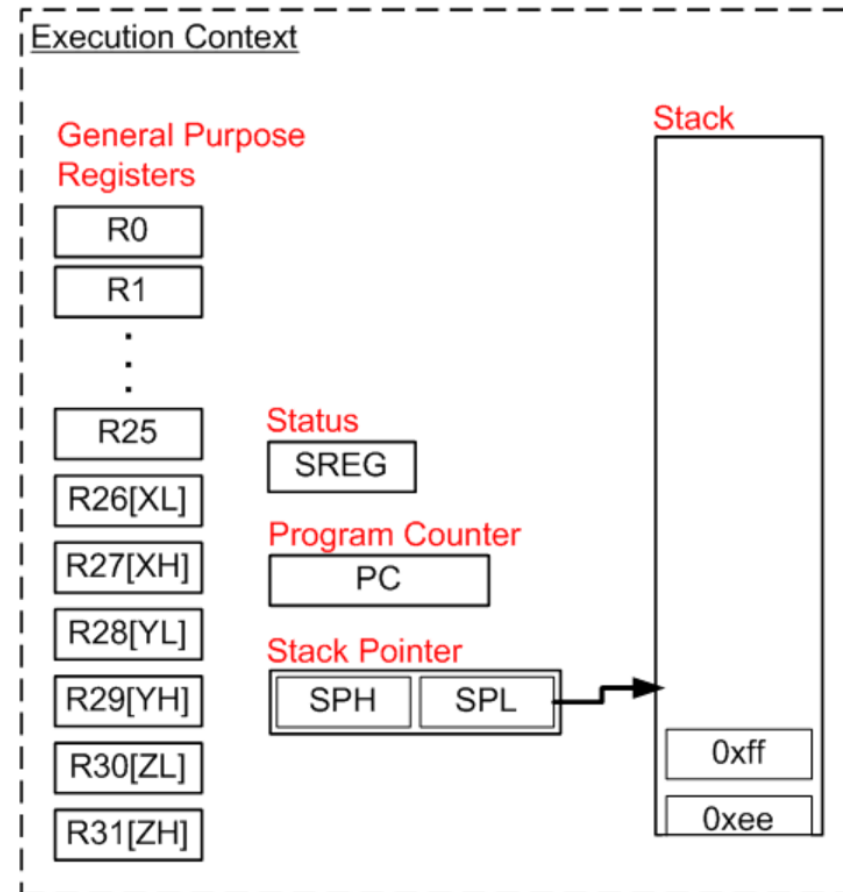 Execution Context
General Purpose
Registers
R0
R1
R25
R26[XL]
R27[XH]
R28[YL]
R29[YH]
R30[ZL]
R31[ZH]
Status
SREG
Program Counter
PC
Stack Pointer
SPH
SPL
Stack
0xff
0xee